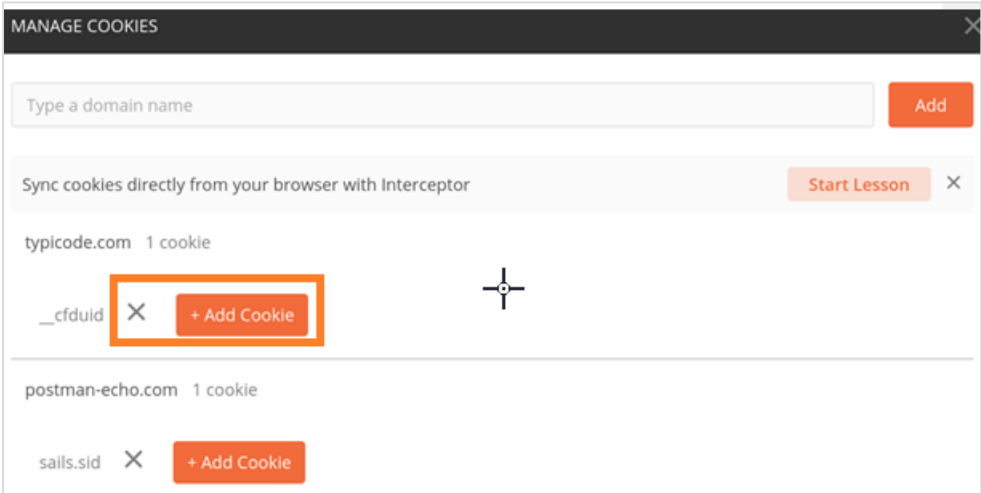 MANAGE COOKIES
Type a domain name Add
Sync cookies directly from your browser with Interceptor Start Lesson
typicode.com 1 cookie
__cfduid + Add Cookie
postman-echo.com 1 cookie
sails.sid + Add Cookie